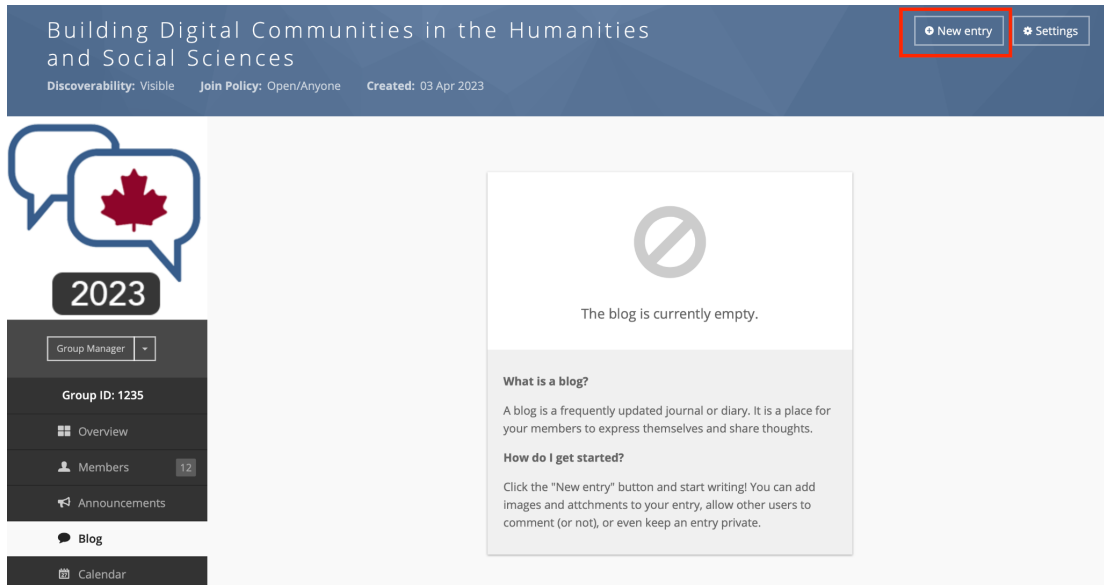 Building Digital Communities in the Humanities
and Social Sciences
New entry
Settings
Discoverability: Visible Join Policy: Open/Anyone Created: 03 Apr 2023
2023
Group Manager
Group ID: 1235
Overview
Members 12
Announcements
Blog
Calendar
The blog is currently empty.
What is a blog?
A blog is a frequently updated journal or diary. It is a place for
your members to express themselves and share thoughts.
How do I get started?
Click the "New entry" button and start writing! You can add
images and attchments to your entry, allow other users to
comment (or not), or even keep an entry private.